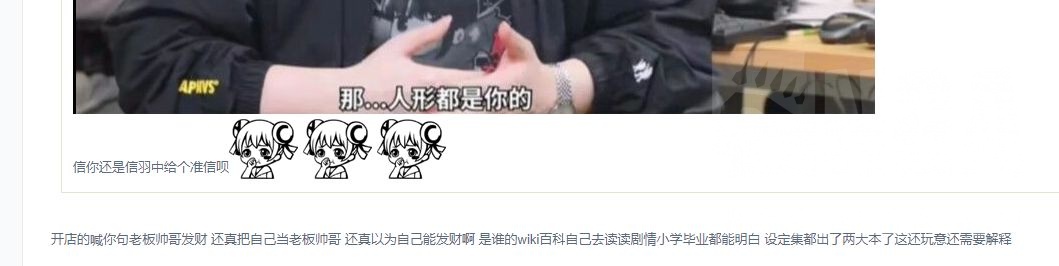 APIIVS
那...人形都是你的
信你还是信羽中给个准信呗
开店的喊你句老板帅哥发财 还真把自己当老板帅哥 还真以为自己能发财啊 是谁的wiki百科自己去读读剧情小学毕业都能明白 设定集都出了两大本了这还玩意还需要解释